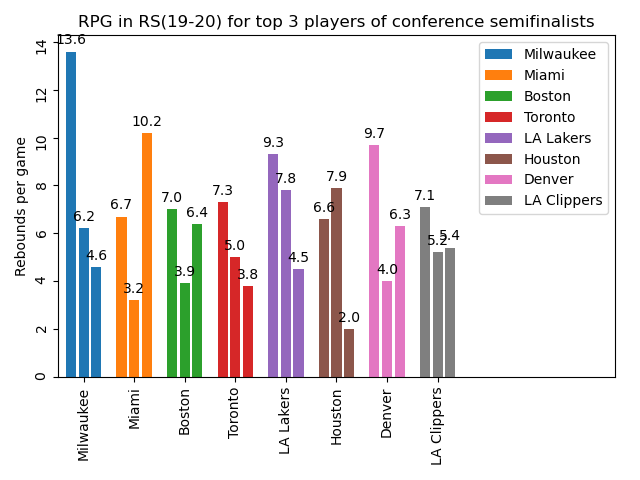 RPG in RS(19-20) for top 3 players of conference semifinalists
Rebounds per game
14
12
10
8
6
4
2
0
13.6
6.2
4.6
6.7
3.2
10.2
7.0
3.9
6.4
7.3
5.0
3.8
9.3
7.8
4.5
6.6
7.9
2.0
9.7
4.0
6.3
7.1
5.2
5.4
Milwaukee
Miami
Boston
Toronto
LA Lakers
Houston
Denver
LA Clippers
Milwaukee
Miami
Boston
Toronto
LA Lakers
Houston
Denver
LA Clippers